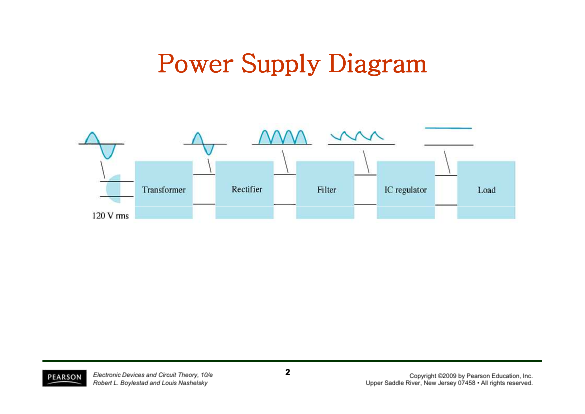 Power Supply Diagram
Transformer
Rectifier
Filter
IC regulator
Load
120 V rms
PEARSON
Electronic Devices and Circuit Theory, 10/e
Robert L. Boylestad and Louis Nashelsky
2
Copyright ©2009 by Pearson Education, Inc.
Upper Saddle River, New Jersey 07458 • All rights reserved.